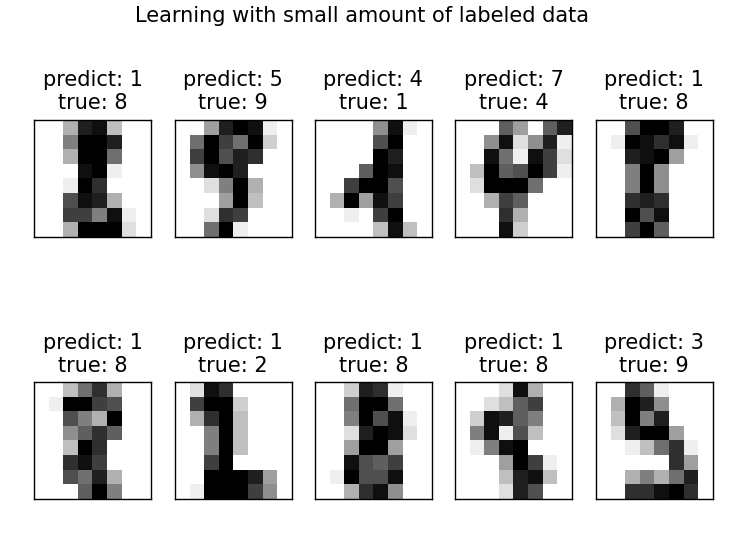 Learning with small amount of labeled data
predict: 1
true: 8
predict: 5
true: 9
predict: 4
true: 1
predict: 7
true: 4
predict: 1
true: 8
predict: 1
true: 8
predict: 1
true: 2
predict: 1
true: 8
predict: 1
true: 8
predict: 3
true: 9